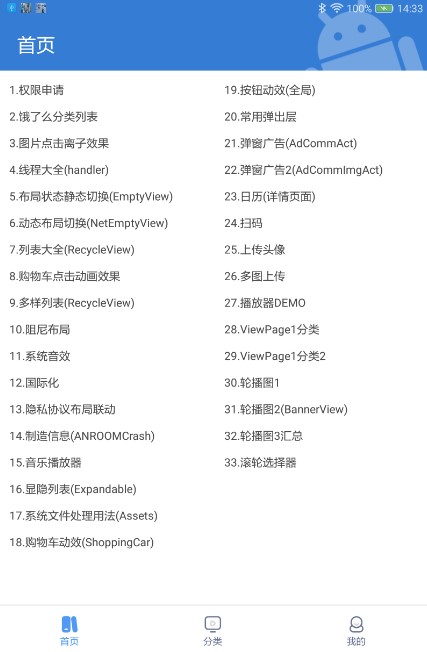 100% 14:33
首页
1.权限申请
2.饿了么分类列表
3.图片点击离子效果
4.线程大全(handler)
5.布局状态静态切换(EmptyView)
6.动态布局切换(NetEmptyView)
7.列表大全(RecycleView)
8.购物车点击动画效果
9.多样列表(RecycleView)
10.阻尼布局
11.系统音效
12.国际化
13.隐私协议布局联动
14.制造信息(ANROOMCrash)
15.音乐播放器
16.显隐列表(Expandable)
17.系统文件处理用法(Assets)
18.购物车动效(ShoppingCar)
19.按钮动效(全局)
20.常用弹出层
21.弹窗广告(AdCommAct)
22.弹窗广告2(AdCommImgAct)
23.日历(详情页面)
24.扫码
25.上传头像
26.多图上传
27.播放器DEMO
28.ViewPage1分类
29.ViewPage1分类2
30.轮播图1
31.轮播图2(BannerView)
32.轮播图3汇总
33.滚轮选择器
首页 分类 我的